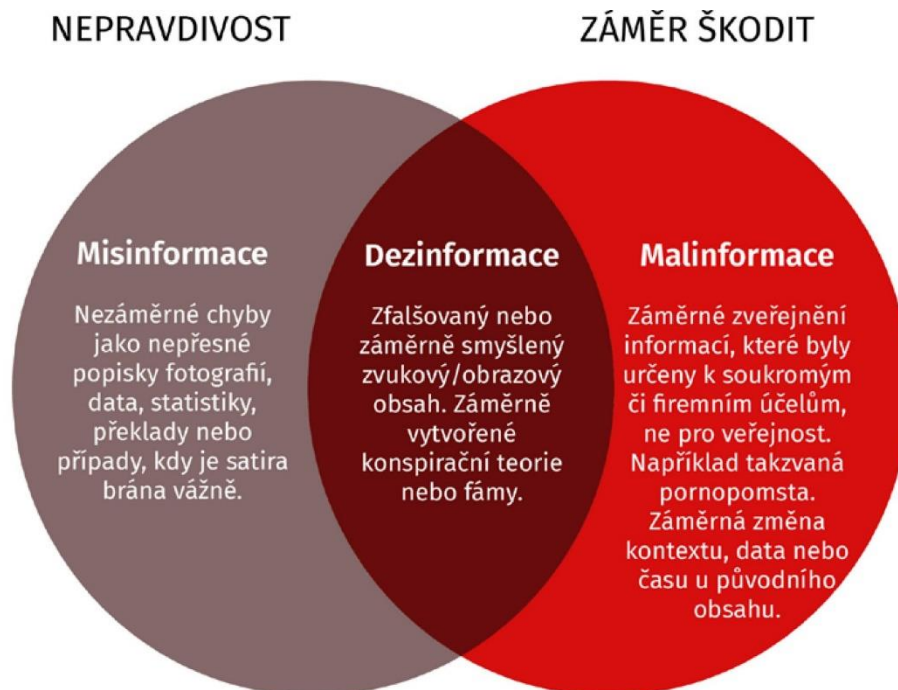 NEPRAVDIVOST
ZÁMĚR ŠKODIT
Misinformace
Nezáměrné chyby
jako nepřesné
popisky fotografií,
data, statistiky,
překlady nebo
případy, kdy je satira
brána vážně.
Dezinformace
Zfalšovaný nebo
záměrně smyšlený
zvukový/obrazový
obsah. Záměrně
vytvořené
konspirační teorie
nebo fámy.
Malinformace
Záměrné zveřejnění
informací, které byly
určeny k soukromým
či firemním účelům,
ne pro veřejnost.
Například takzvaná
pornopomsta.
Záměrná změna
kontextu, data nebo
času u původního
obsahu.